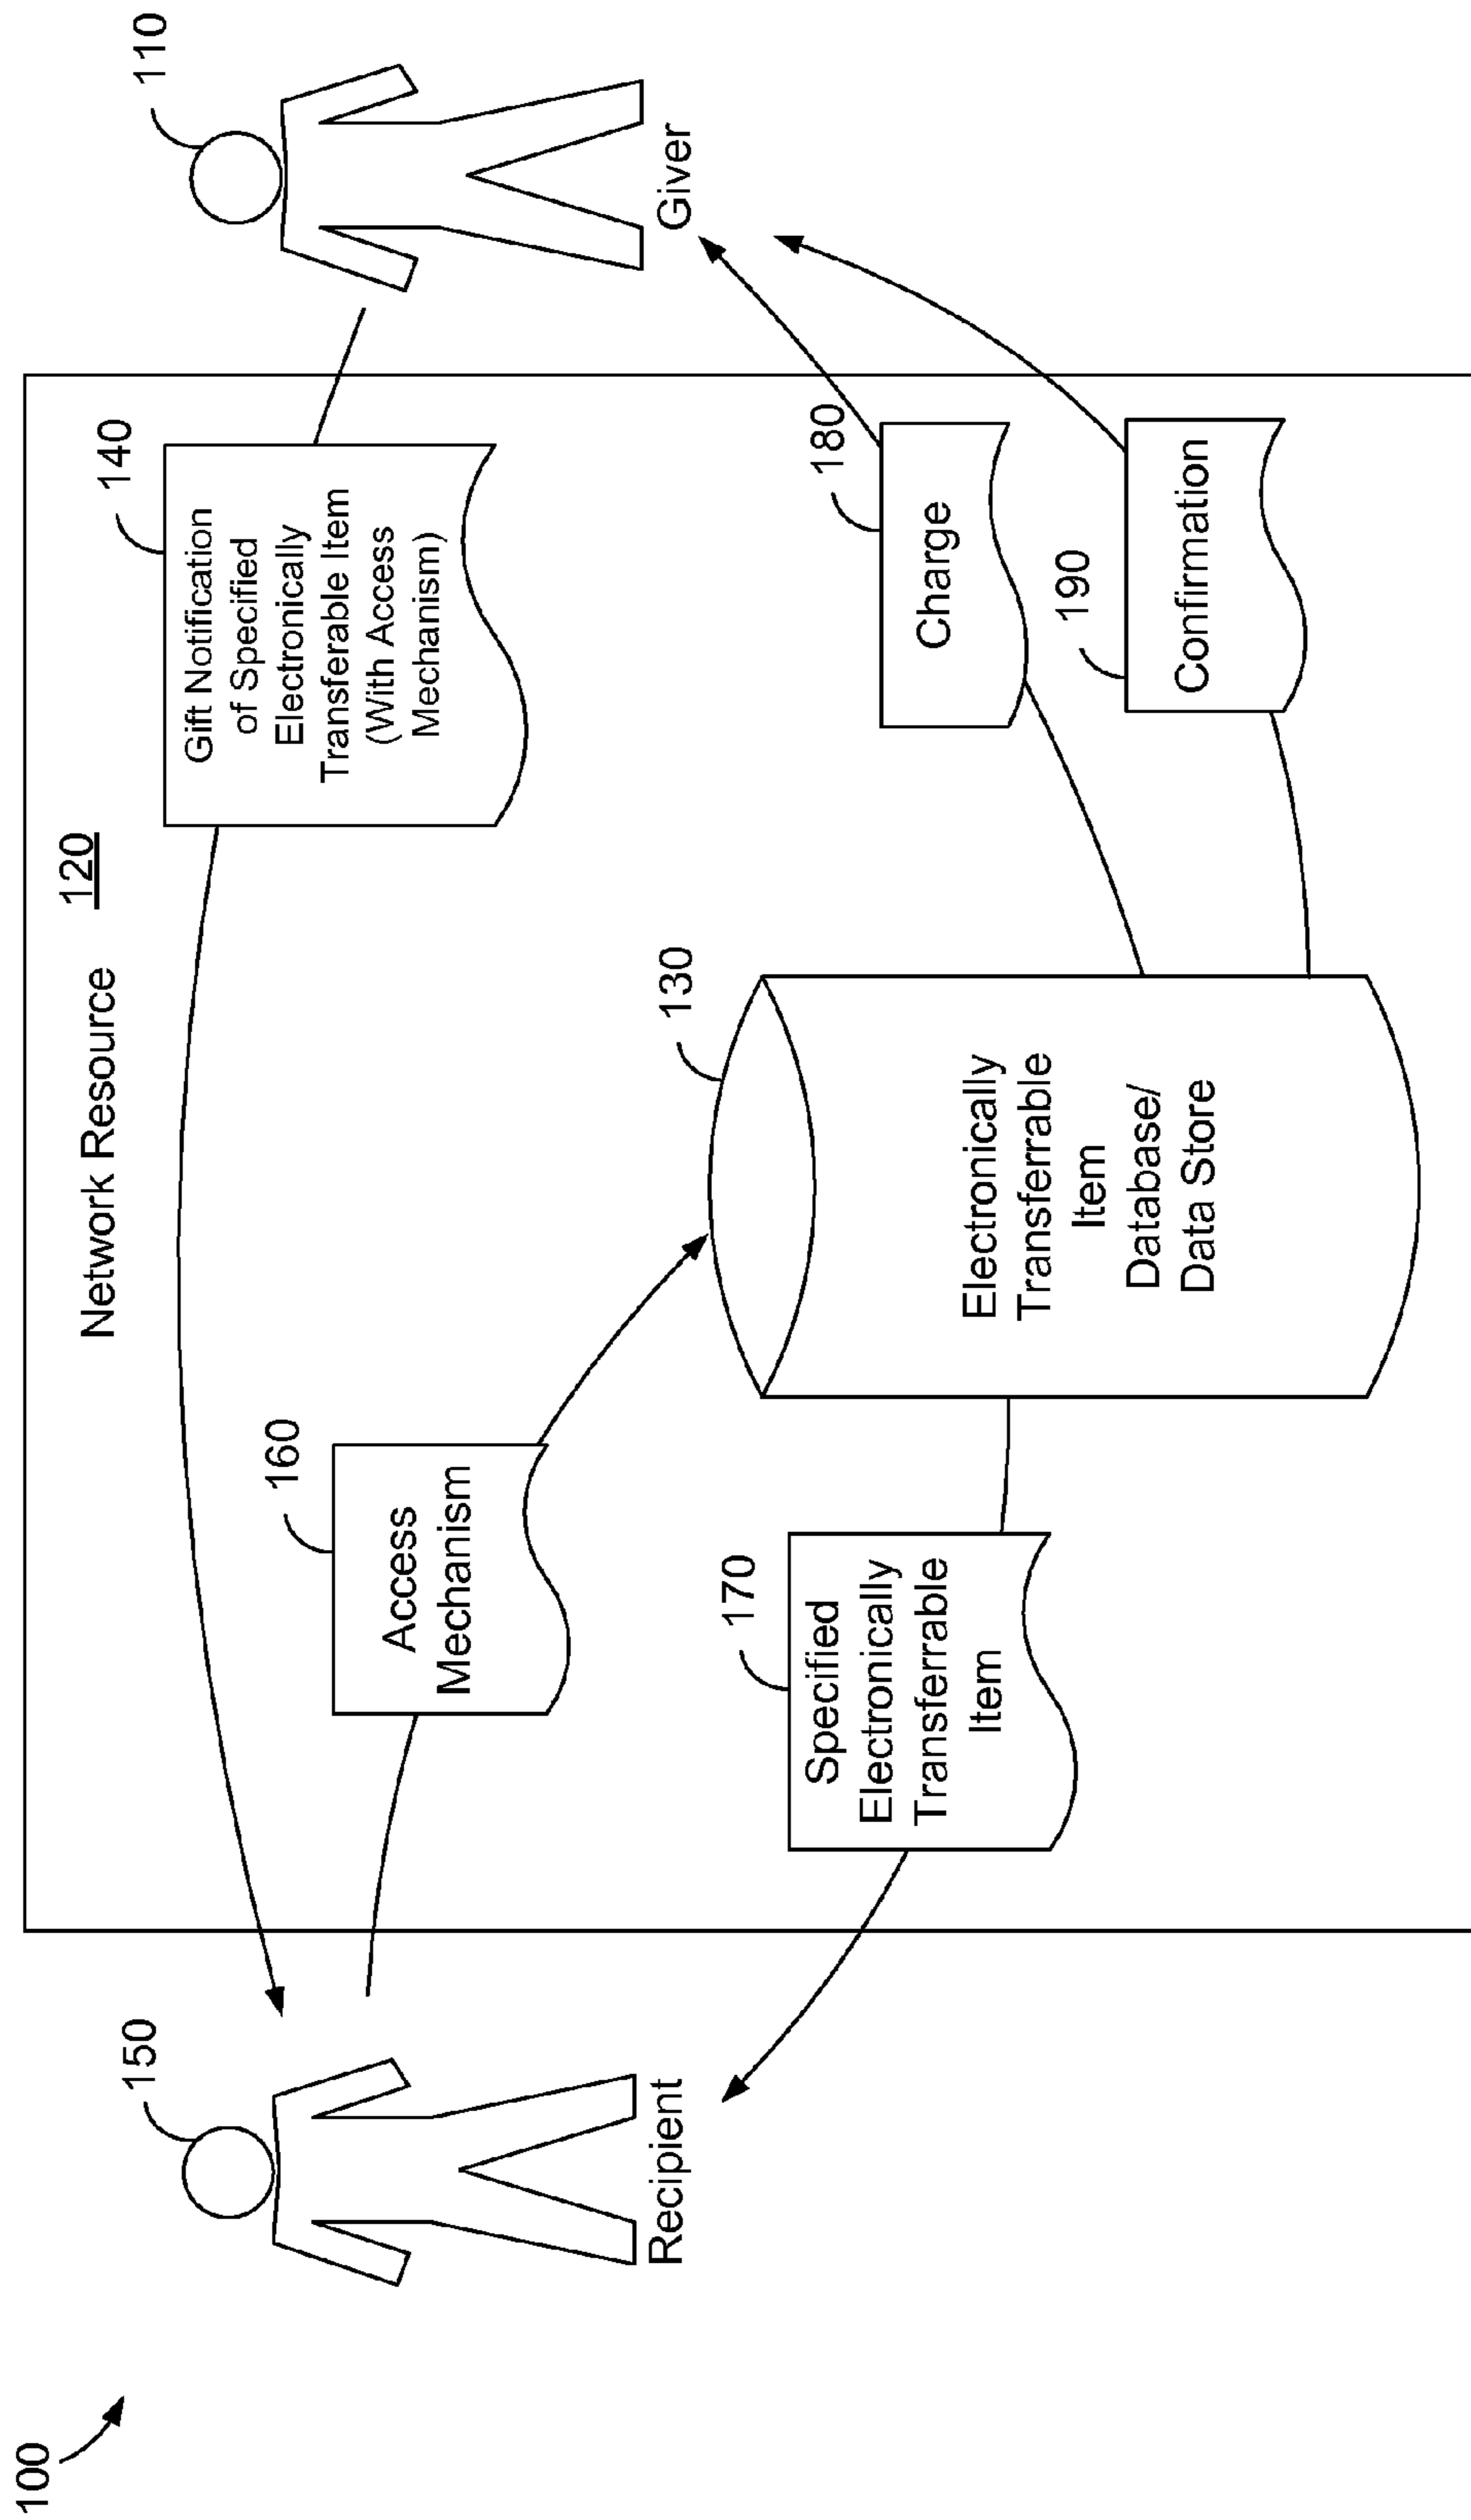 100
Network Resource
120
150
Recipient
110
Giver
140
Gift Notification
of Specified
Electronically
Transferable Item
(With Access
Mechanism)
160
Access
Mechanism
130
Electronically
Transferrable
Item
Database/
Data Store
170
Specified
Electronically
Transferrable
Item
180
Charge
190
Confirmation